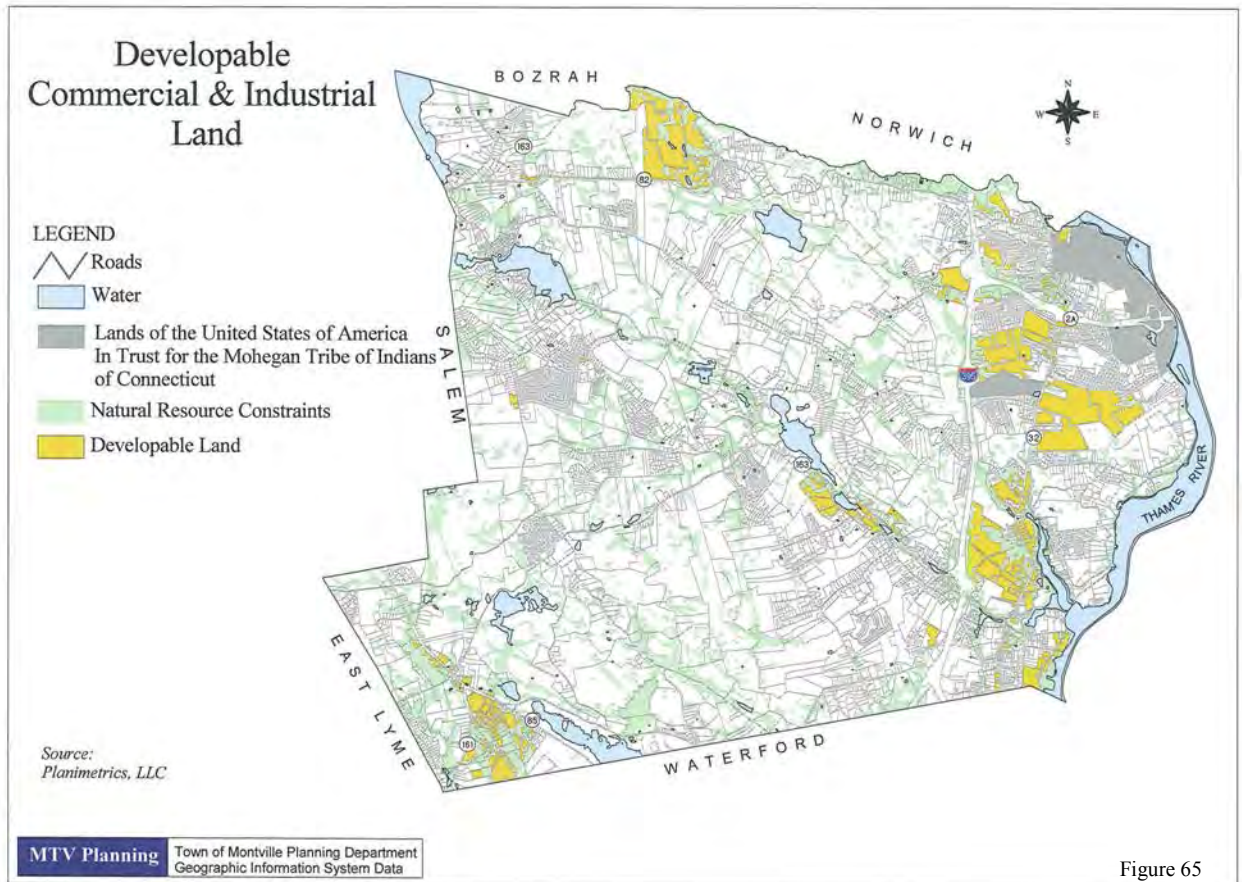 Developable
Commercial & Industrial
Land
BOZRAH
NORWICH
N
W E
S
LEGEND
Roads
Water
Lands of the United States of America
In Trust for the Mohegan Tribe of Indians
of Connecticut
Natural Resource Constraints
Developable Land
SALEM
163
82
2A
32
163
THAMES RIVER
EAST LYME
85
161
WATERFORD
Source:
Planimetrics, LLC
MTV Planning
Town of Montville Planning Department
Geographic Information System Data
Figure 65